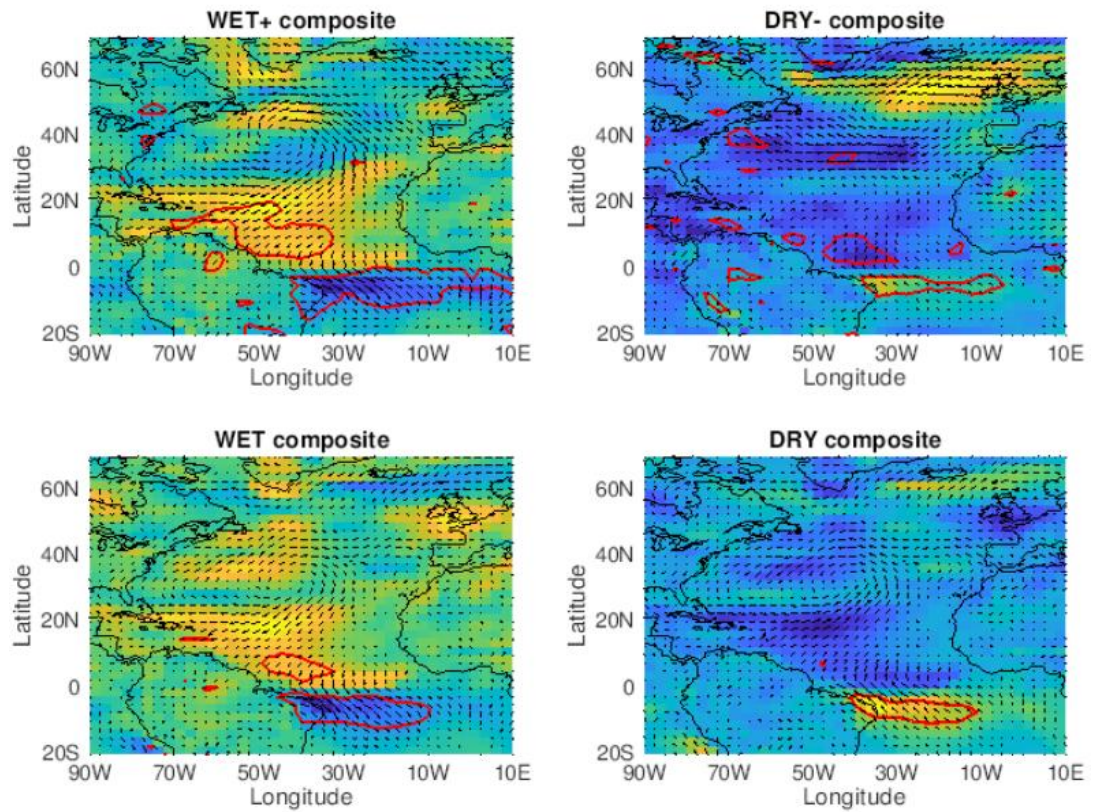 WET+ composite
DRY- composite
60N
40N
20N
0
20S
Latitude
90W 70W 50W 30W 10W 10E
Longitude
60N
40N
20N
0
20S
Latitude
90W 70W 50W 30W 10W 10E
Longitude
WET composite
DRY composite
60N
40N
20N
0
20S
Latitude
90W 70W 50W 30W 10W 10E
Longitude
60N
40N
20N
0
20S
Latitude
90W 70W 50W 30W 10W 10E
Longitude